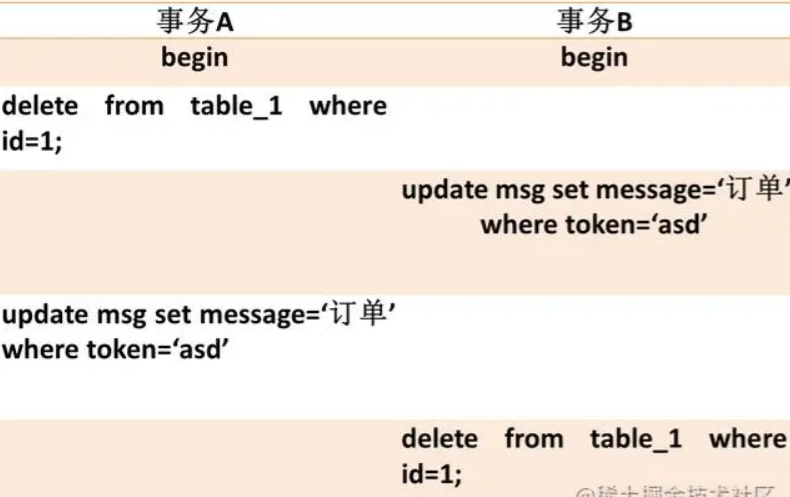 事务A 事务B
begin begin
delete from table_1 where
id=1;
update msg set message=‘订单’
where token=‘asd’
update msg set message=‘订单’
where token=‘asd’
delete from table_1 where
id=1;
@稀土掘金技术社区